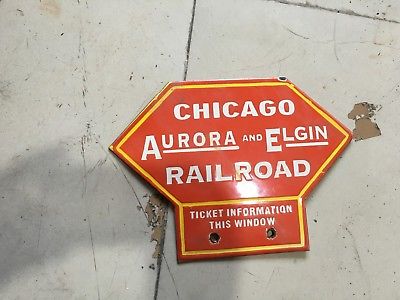 CHICAGO
AURORA AND ELGIN
RAILROAD
TICKET INFORMATION
THIS WINDOW